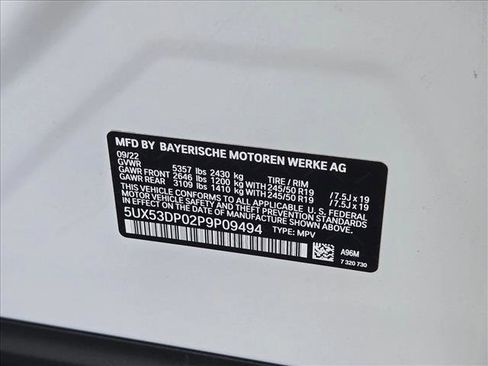 MFD BY BAYERISCHE MOTOREN WERKE AG
09/22
GVWR 5357 lbs 2430 kg TIRE / RIM
GAWR FRONT 2646 lbs 1200 kg 245/50 R19 /7.5J x 19
GAWR REAR 3109 lbs 1410 kg 245/50 R19 /7.5J x 19
THIS VEHICLE CONFORMS TO ALL APPLICABLE U.S. FEDERAL
MOTOR VEHICLE SAFETY, BUMPER AND THEFT PREVENTION
STANDARDS IN EFFECT ON THE DATE OF MANUFACTURE SHOWN ABOVE.
5UX53DP02P9P09494 TYPE: MPV
A96M
7 320 730